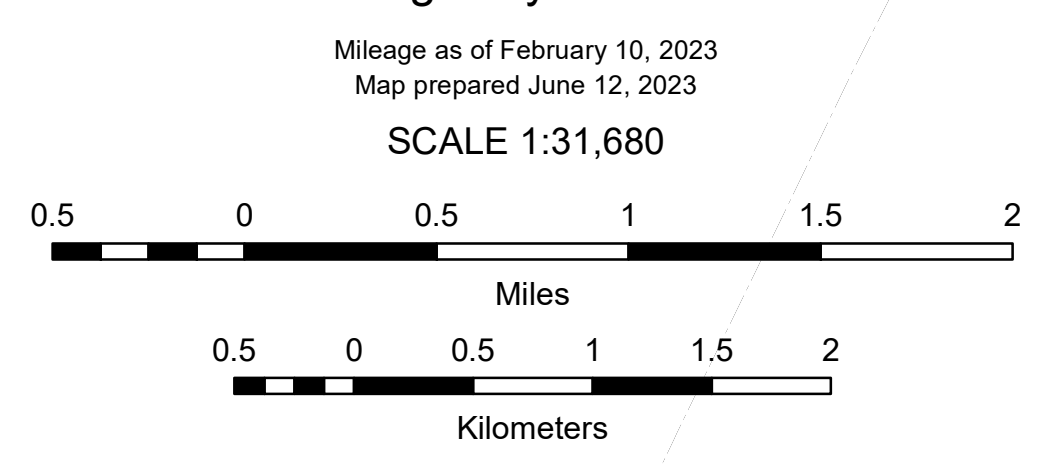 Mileage as of February 10, 2023
Map prepared June 12, 2023
SCALE 1:31,680
0.5 0 0.5 1 1.5 2
Miles
0.5 0 0.5 1 1.5 2
Kilometers